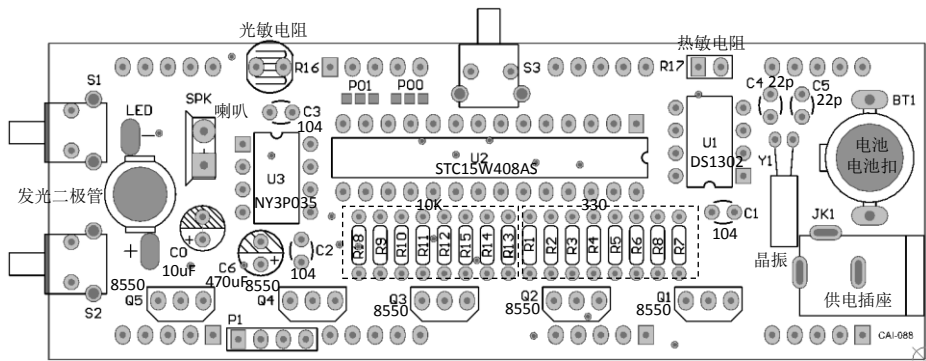 光敏电阻
热敏电阻
S1
LED
SPK
喇叭
C3
104
R16
PO1
PO0
S3
R17
C4
22p
C5
22p
BT1
U3
NY3P035
U2
STC15W408AS
U1
DS1302
Y1
电池
电池扣
发光二极管
10K
330
C1
104
JK1
晶振
供电插座
C0
10uF
C6
470uF
C2
104
R18
R9
R10
R11
R12
R15
R14
R13
R1
R2
R3
R4
R5
R6
R8
R7
S2
8550
Q5
8550
Q4
Q3
8550
Q2
8550
Q1
8550
P1
CAI-088